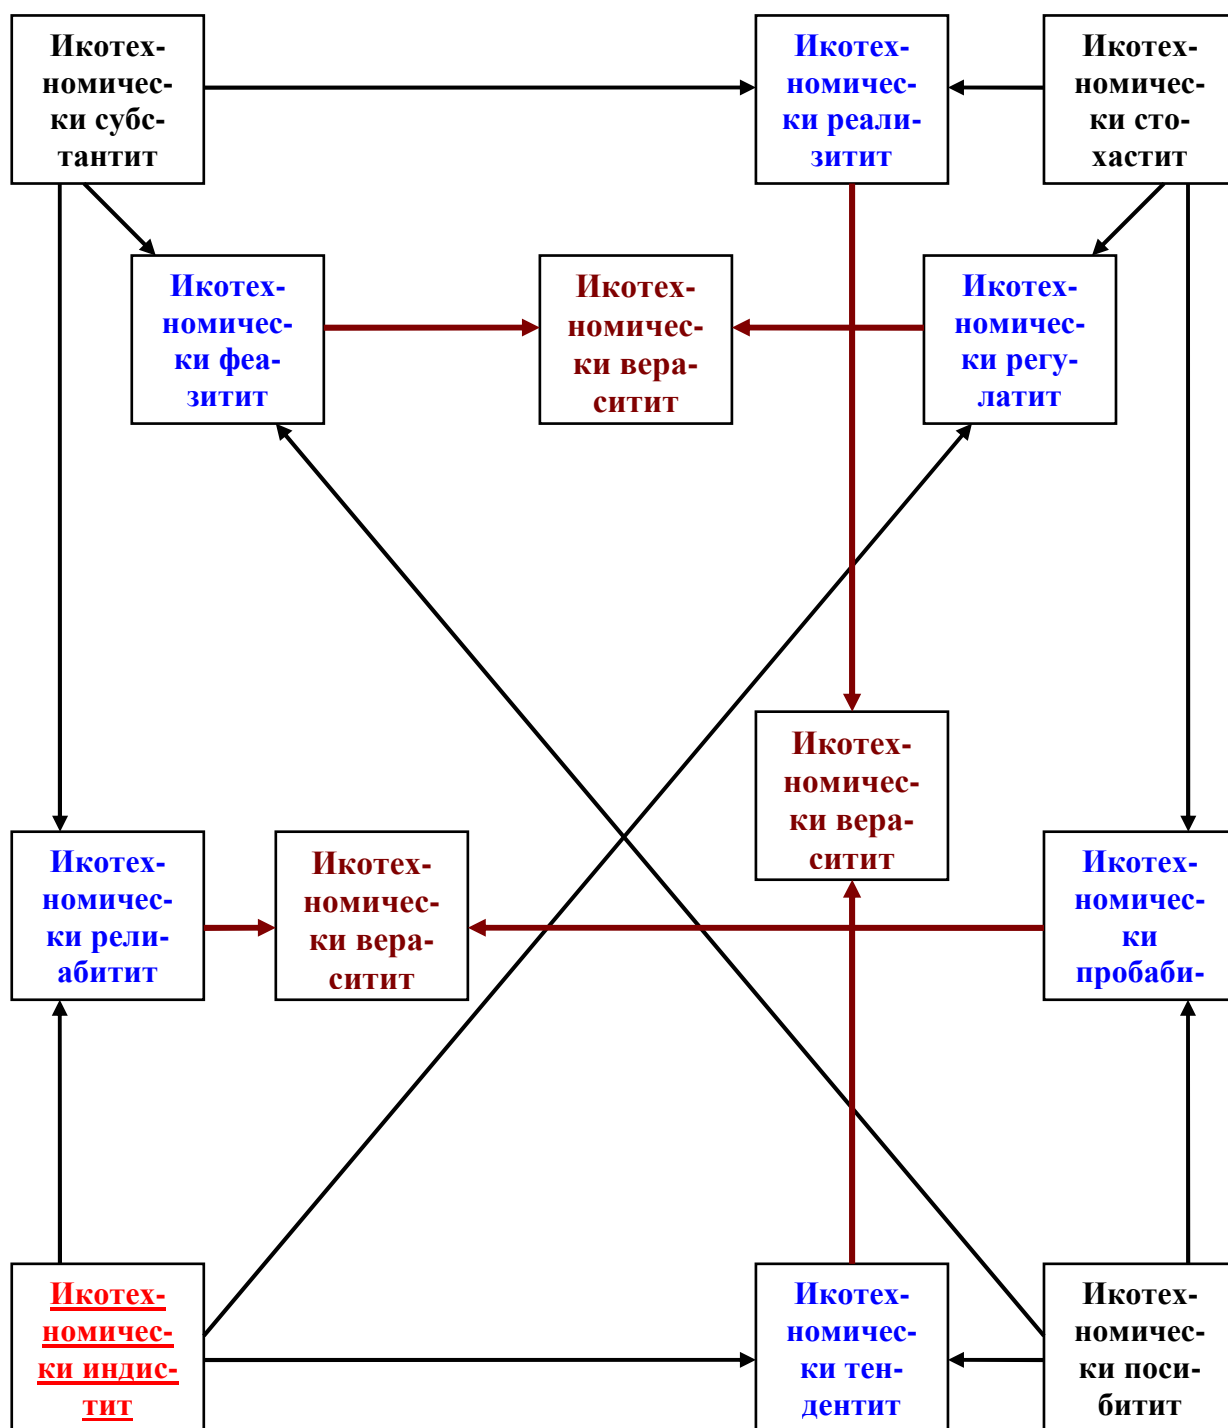 Икотех-
номичес-
ки субс-
тантит
Икотех-
номичес-
ки реали-
зитит
Икотех-
номичес-
ки сто-
хастит
Икотех-
номичес-
ки феа-
зитит
Икотех-
номичес-
ки вера-
ситит
Икотех-
номичес-
ки регу-
латит
Икотех-
номичес-
ки вера-
ситит
Икотех-
номичес-
ки рели-
абитит
Икотех-
номичес-
ки вера-
ситит
Икотех-
номичес-
ки
пробаби-
Икотех-
номичес-
ки индис-
тит
Икотех-
номичес-
ки тен-
дентит
Икотех-
номичес-
ки поси-
битит